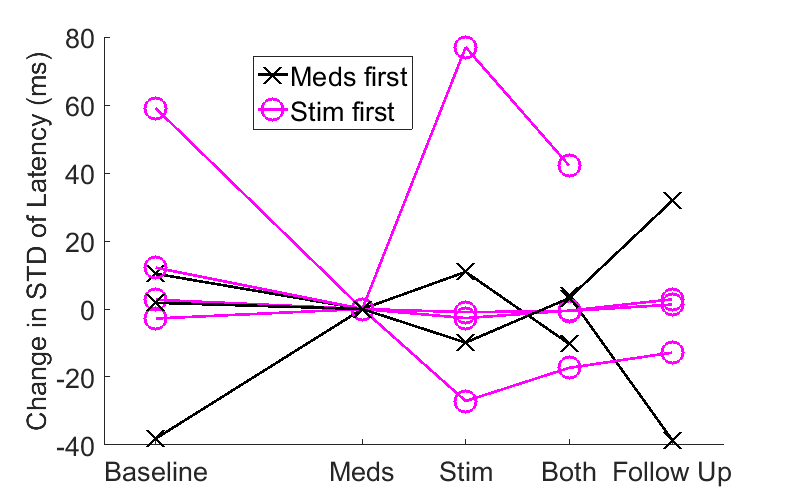 Change in STD of Latency (ms)
80
60
40
20
0
-20
-40
Meds first
Stim first
Baseline Meds Stim Both Follow Up